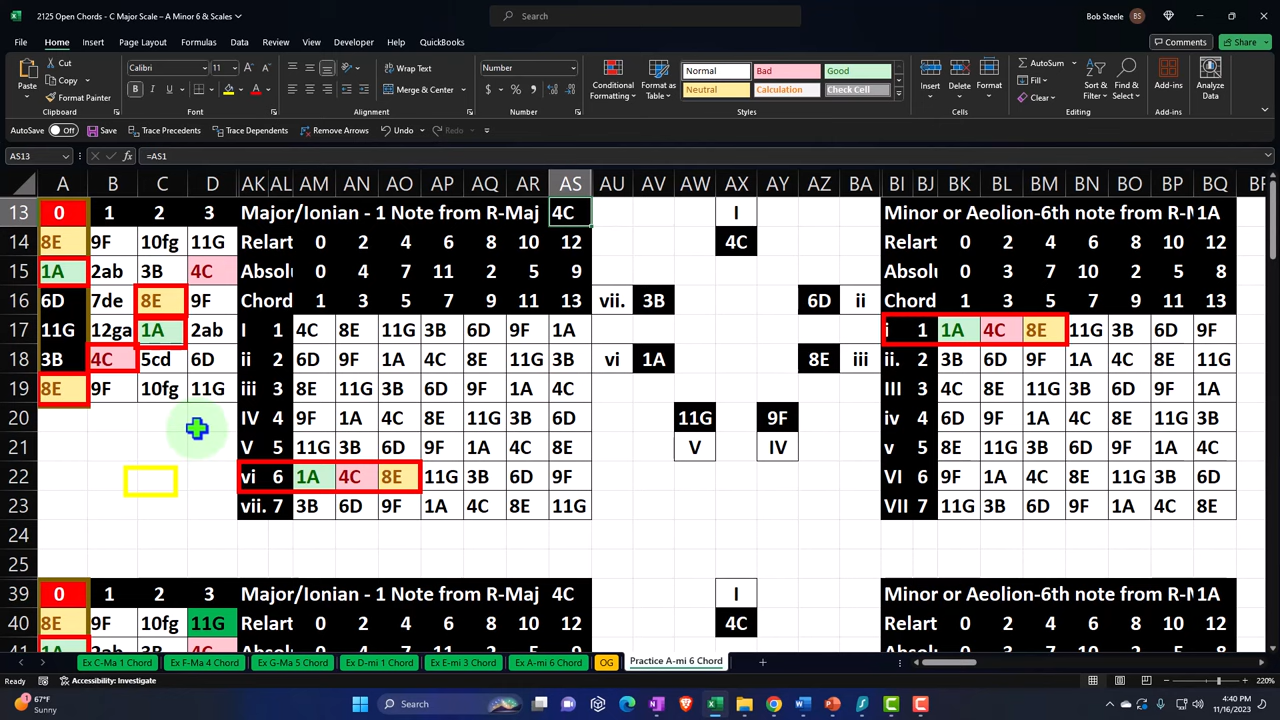 2125 Open Chords - C Major Scale – A Minor 6 & Scales
Search
Bob Steele BS
File Home Insert Page Layout Formulas Data Review View Developer Help QuickBooks Comments Share
Paste Cut Copy Format Painter
Calibri 11 Wrap Text Merge & Center Number
B I U
Conditional Formatting Format as Table
Normal Bad Good
Neutral Calculation Check Cell
Insert Delete Format
AutoSum Fill Clear
Sort & Filter Find & Select Add-ins Analyze Data
Clipboard Font Alignment Number Styles Cells Editing Add-ins
AutoSave Off Save Trace Precedents Trace Dependents Remove Arrows Undo
AS13 fx =AS1
A B C D AK AL AM AN AO AP AQ AR AS AU AV AW AX AY AZ BA BI BJ BK BL BM BN BO BP BQ
13 0 1 2 3 Major/Ionian - 1 Note from R-Maj 4C I Minor or Aeolion-6th note from R-M 1A
14 8E 9F 10fg 11G Relart 0 2 4 6 8 10 12 4C Relart 0 2 4 6 8 10 12
15 1A 2ab 3B 4C Absolu 0 4 7 11 2 5 9 Absolu 0 3 7 10 2 5 8
16 6D 7de 8E 9F Chord 1 3 5 7 9 11 13 vii. 3B 6D ii Chord 1 3 5 7 9 11 13
17 11G 12ga 1A 2ab I 1 4C 8E 11G 3B 6D 9F 1A i 1 1A 4C 8E 11G 3B 6D 9F
18 3B 4C 5cd 6D ii 2 6D 9F 1A 4C 8E 11G 3B vi 1A 8E iii ii. 2 3B 6D 9F 1A 4C 8E 11G
19 8E 9F 10fg 11G iii 3 8E 11G 3B 6D 9F 1A 4C III 3 4C 8E 11G 3B 6D 9F 1A
20 IV 4 9F 1A 4C 8E 11G 3B 6D 11G 9F iv 4 6D 9F 1A 4C 8E 11G 3B
21 V 5 11G 3B 6D 9F 1A 4C 8E V IV v 5 8E 11G 3B 6D 9F 1A 4C
22 vi 6 1A 4C 8E 11G 3B 6D 9F VI 6 9F 1A 4C 8E 11G 3B 6D
23 vii. 7 3B 6D 9F 1A 4C 8E 11G VII 7 11G 3B 6D 9F 1A 4C 8E
24
25
39 0 1 2 3 Major/Ionian - 1 Note from R-Maj 4C I Minor or Aeolion-6th note from R-M 1A
40 8E 9F 10fg 11G Relart 0 2 4 6 8 10 12 4C Relart 0 2 4 6 8 10 12
Ex C-Ma 1 Chord Ex F-Ma 4 Chord Ex G-Ma 5 Chord Ex D-mi 1 Chord Ex E-mi 3 Chord Ex A-mi 6 Chord OG Practice A-mi 6 Chord
Ready Accessibility: Investigate 220%
67°F
Sunny
Search
4:40 PM
11/16/2023